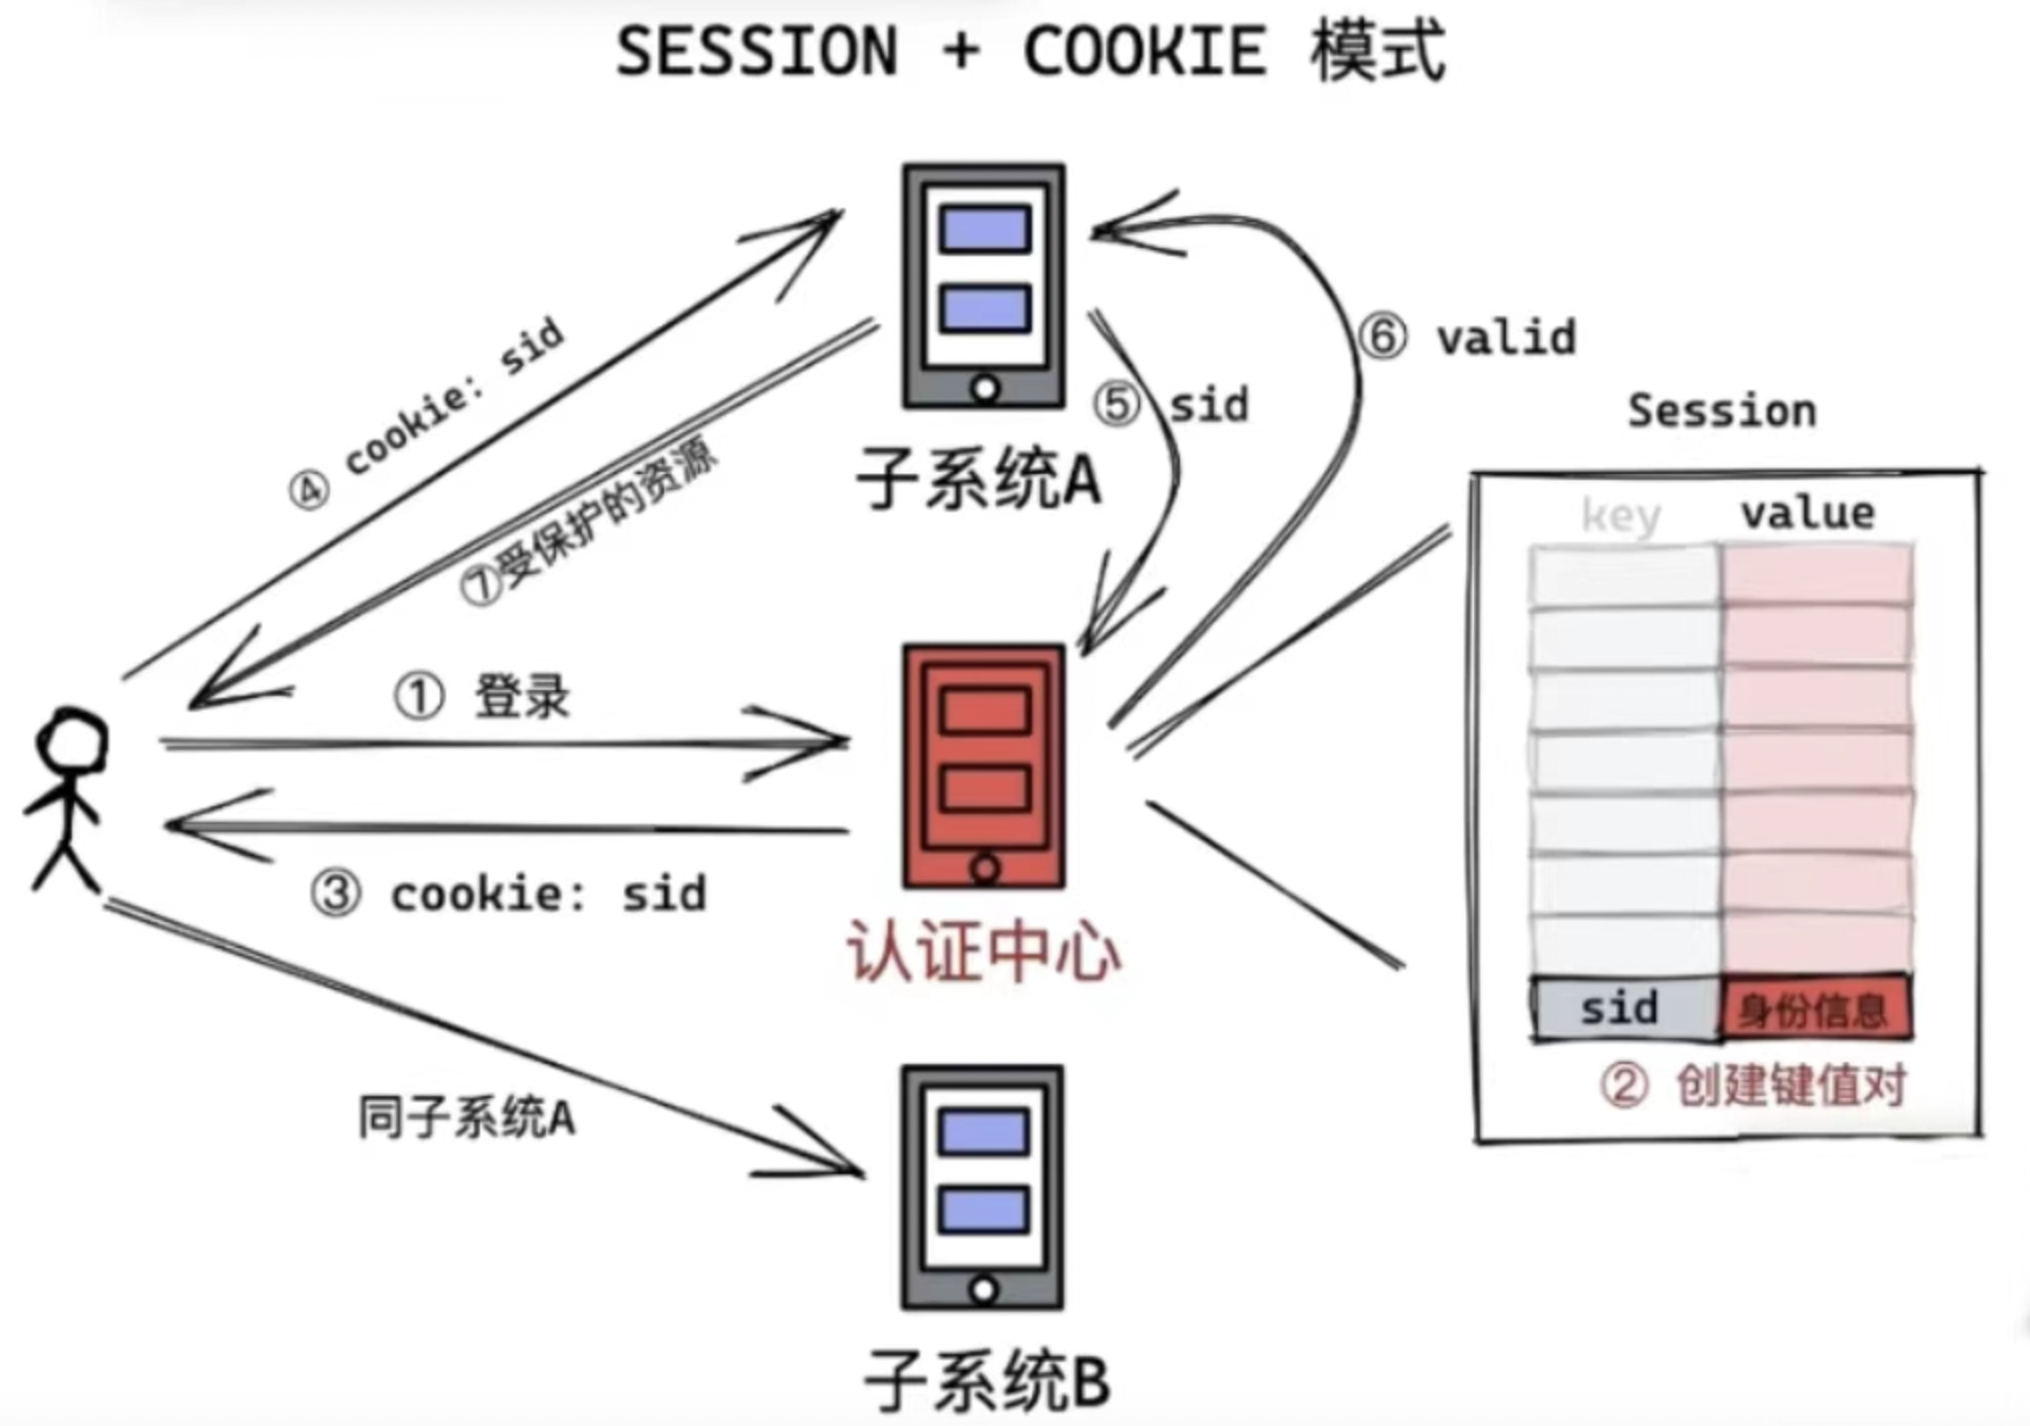 SESSION + COOKIE 模式
④ cookie: sid
⑦受保护的资源
子系统A
⑤ sid
⑥ valid
Session
key value
① 登录
③ cookie: sid
认证中心
sid 身份信息
② 创建键值对
同子系统A
子系统B